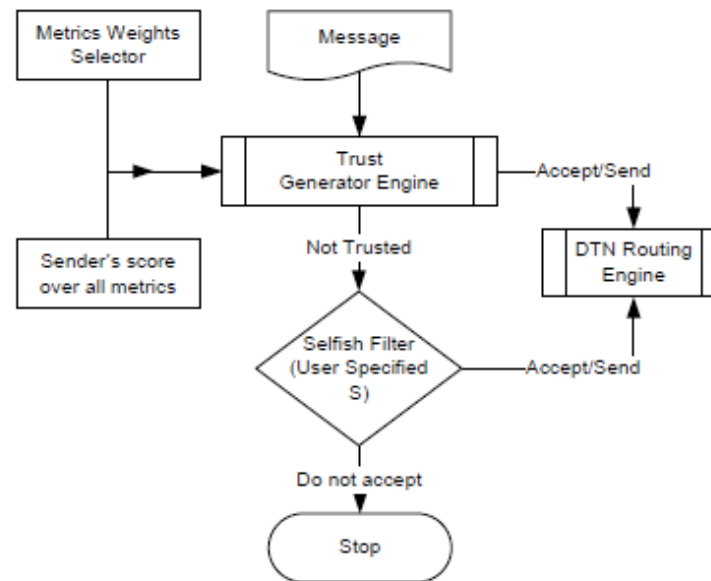 Metrics Weights
Selector
Message
Trust
Generator Engine
Accept/Send
Sender's score
over all metrics
Not Trusted
DTN Routing
Engine
Selfish Filter
(User Specified
S)
Accept/Send
Do not accept
Stop